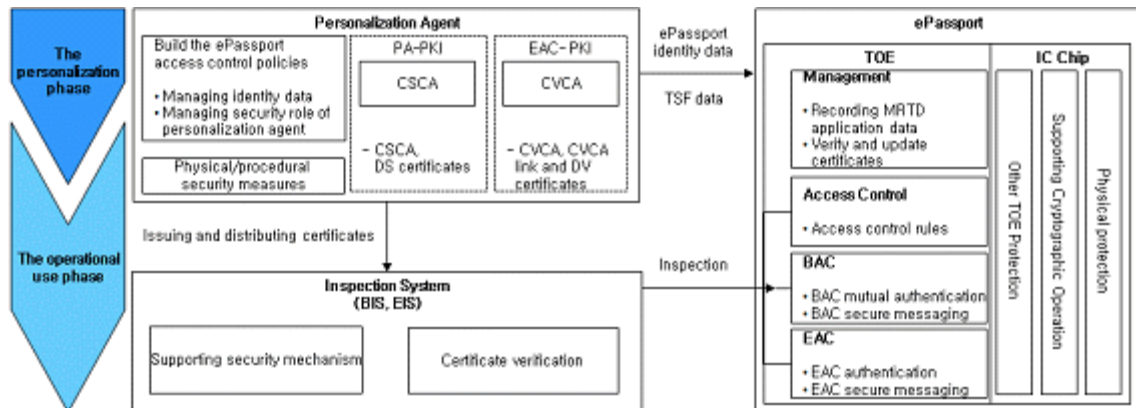 The
personalization
phase
The operational
use phase
Personalization Agent
Build the ePassport
access control policies
• Managing identity data
• Managing security role of
personalization agent
Physical/procedural
security measures
PA-PKI
CSCA
- CSCA,
DS certificates
EAC-PKI
CVCA
- CVCA, CVCA
link and DV
certificates
ePassport
identity data
TSF data
Issuing and distributing certificates
Inspection System
(BIS, EIS)
Supporting security mechanism
Certificate verification
Inspection
ePassport
TOE
Management
• Recording MRTD
application data
• Verify and update
certificates
Access Control
• Access control rules
BAC
• BAC mutual authentication
• BAC secure messaging
EAC
• EAC authentication
• EAC secure messaging
IC Chip
Other TOE Protection
Supporting Cryptographic Operation
Physical protection